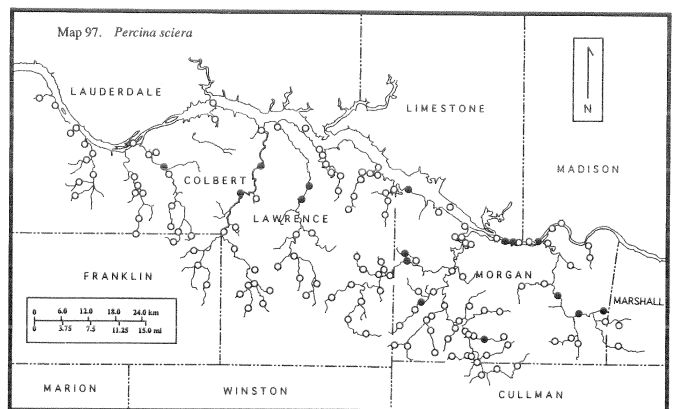 Map 97. Percina sciera
LAUDERDALE
LIMESTONE
N
MADISON
COLBERT
LAWRENCE
FRANKLIN
MORGAN
MARSHALL
0 6.0 12.0 18.0 24.0 km
0 3.75 7.5 11.25 15.0 mi
MARION
WINSTON
CULLMAN